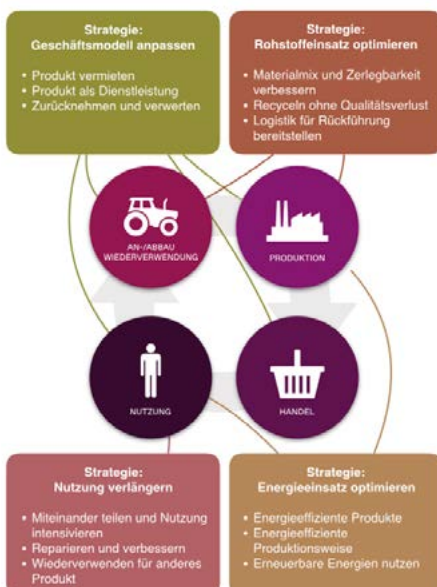 Strategie:
Geschäftsmodell anpassen
• Produkt vermieten
• Produkt als Dienstleistung
• Zurücknehmen und verwerten
Strategie:
Rohstoffeinsatz optimieren
• Materialmix und Zerlegbarkeit
verbessern
• Recyceln ohne Qualitätsverlust
• Logistik für Rückführung
bereitstellen
AN-/ABBAU
WIEDERVERWENDUNG
PRODUKTION
NUTZUNG
HANDEL
Strategie:
Nutzung verlängern
• Miteinander teilen und Nutzung
intensivieren
• Reparieren und verbessern
• Wiederverwenden für anderes
Produkt
Strategie:
Energieeinsatz optimieren
• Energieeffiziente Produkte
• Energieeffiziente
Produktionsweise
• Erneuerbare Energien nutzen